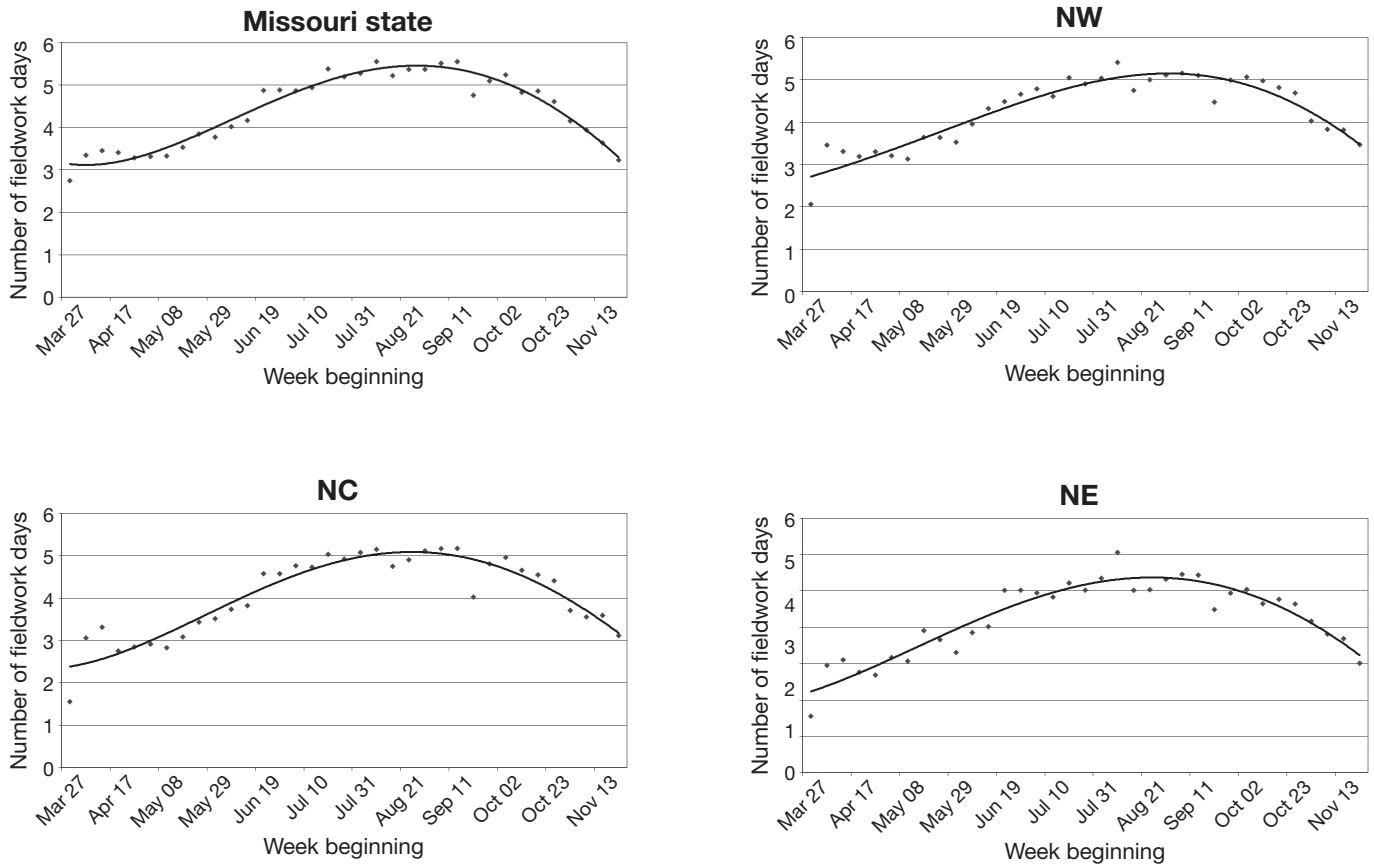 Missouri state
Number of fieldwork days
6
5
4
3
2
1
0
Mar 27
Apr 17
May 08
May 29
Jun 19
Jul 10
Jul 31
Aug 21
Sep 11
Oct 02
Oct 23
Nov 13
Week beginning
NW
Number of fieldwork days
6
5
4
3
2
1
0
Mar 27
Apr 17
May 08
May 29
Jun 19
Jul 10
Jul 31
Aug 21
Sep 11
Oct 02
Oct 23
Nov 13
Week beginning
NC
Number of fieldwork days
6
5
4
3
2
1
0
Mar 27
Apr 17
May 08
May 29
Jun 19
Jul 10
Jul 31
Aug 21
Sep 11
Oct 02
Oct 23
Nov 13
Week beginning
NE
Number of fieldwork days
6
5
4
3
2
1
0
Mar 27
Apr 17
May 08
May 29
Jun 19
Jul 10
Jul 31
Aug 21
Sep 11
Oct 02
Oct 23
Nov 13
Week beginning